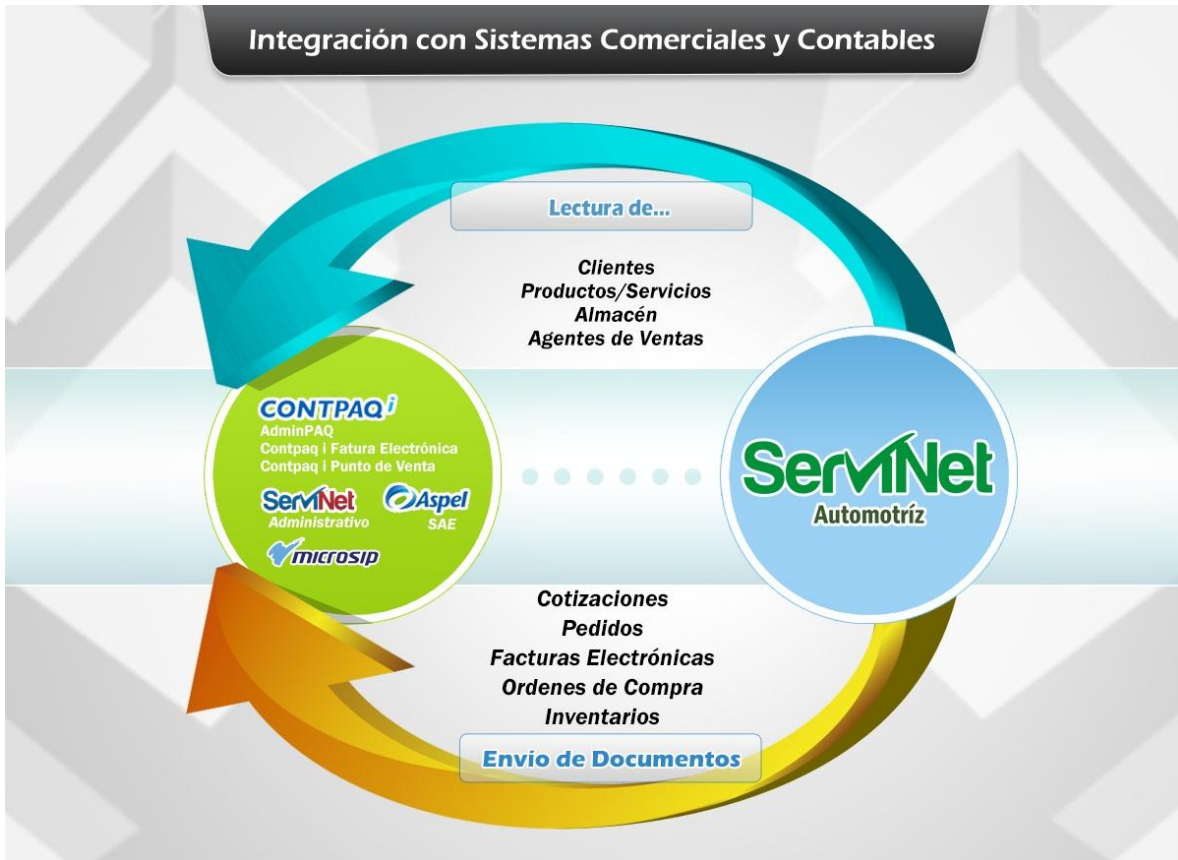 Integración con Sistemas Comerciales y Contables
Lectura de...
Clientes
Productos/Servicios
Almacén
Agentes de Ventas
CONTPAQ i
AdminPAQ
Contpaq i Fatura Electrónica
Contpaq i Punto de Venta
ServiNet
Administrativo
Aspel
SAE
microsip
ServiNet
Automotríz
Cotizaciones
Pedidos
Facturas Electrónicas
Ordenes de Compra
Inventarios
Envio de Documentos